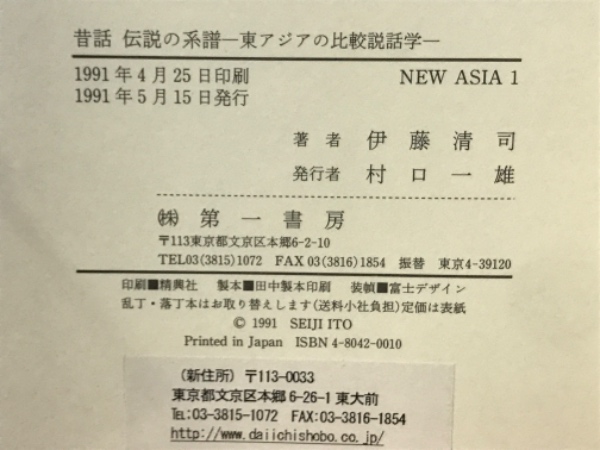 昔話 伝説の系譜―東アジアの比較説話学―
1991年4月25日印刷 NEW ASIA 1
1991年5月15日発行
著者 伊藤清司
発行者 村口一雄
㈱ 第一書房
〒113東京都文京区本郷6-2-10
TEL03(3815)1072 FAX 03(3816)1854 振替 東京4-39120
印刷■精興社 製本■田中製本印刷 装幀■富士デザイン
乱丁・落丁本はお取り替えします(送料小社負担)定価は表紙
© 1991 SEIJI ITO
Printed in Japan ISBN 4-8042-0010
(新住所) 〒113-0033
東京都文京区本郷6-26-1 東大前
TEL:03-3815-1072 FAX:03-3816-1854
http://www.daiichishobo.co.jp/